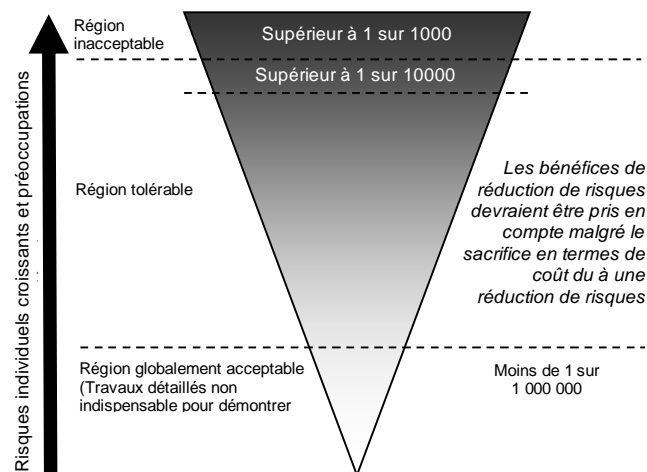 Région
inacceptable
Supérieur à 1 sur 1000
Supérieur à 1 sur 10000
Risques individuels croissants et préoccupations
Région tolérable
Les bénéfices de
réduction de risques
devraient être pris en
compte malgré le
sacrifice en termes de
coût du à une
réduction de risques
Région globalement acceptable
(Travaux détaillés non
indispensable pour démontrer
Moins de 1 sur
1 000 000